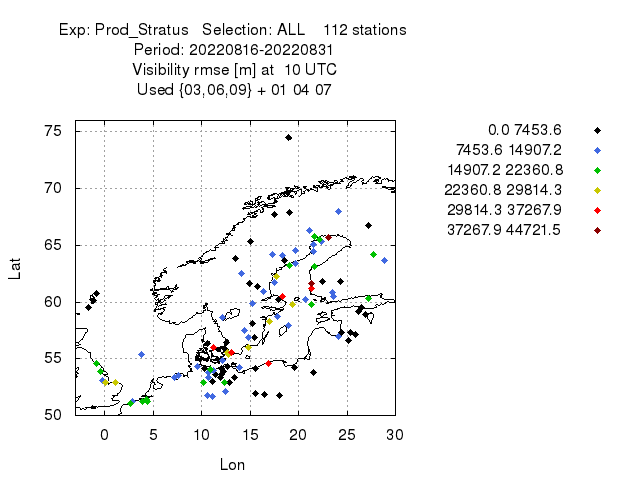 Exp: Prod_Stratus Selection: ALL 112 stations
Period: 20220816-20220831
Visibility rmse [m] at 10 UTC
Used {03,06,09} + 01 04 07
0.0 7453.6
7453.6 14907.2
14907.2 22360.8
22360.8 29814.3
29814.3 37267.9
37267.9 44721.5
75
70
65
60
55
50
Lat
0 5 10 15 20 25 30
Lon